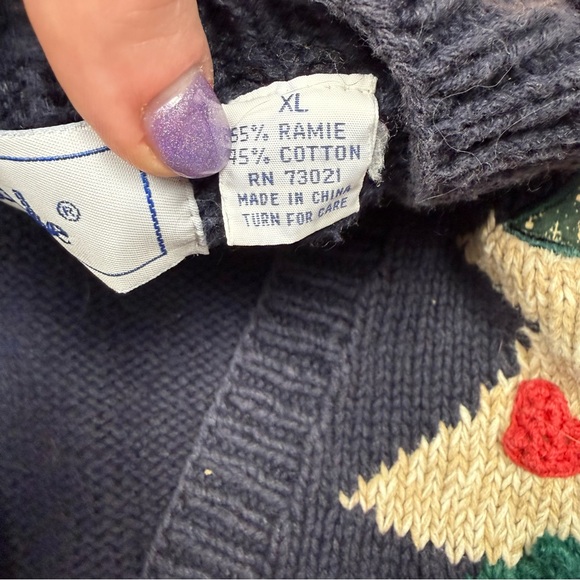 XL
55% RAMIE
45% COTTON
RN 73021
MADE IN CHINA
TURN FOR CARE
®